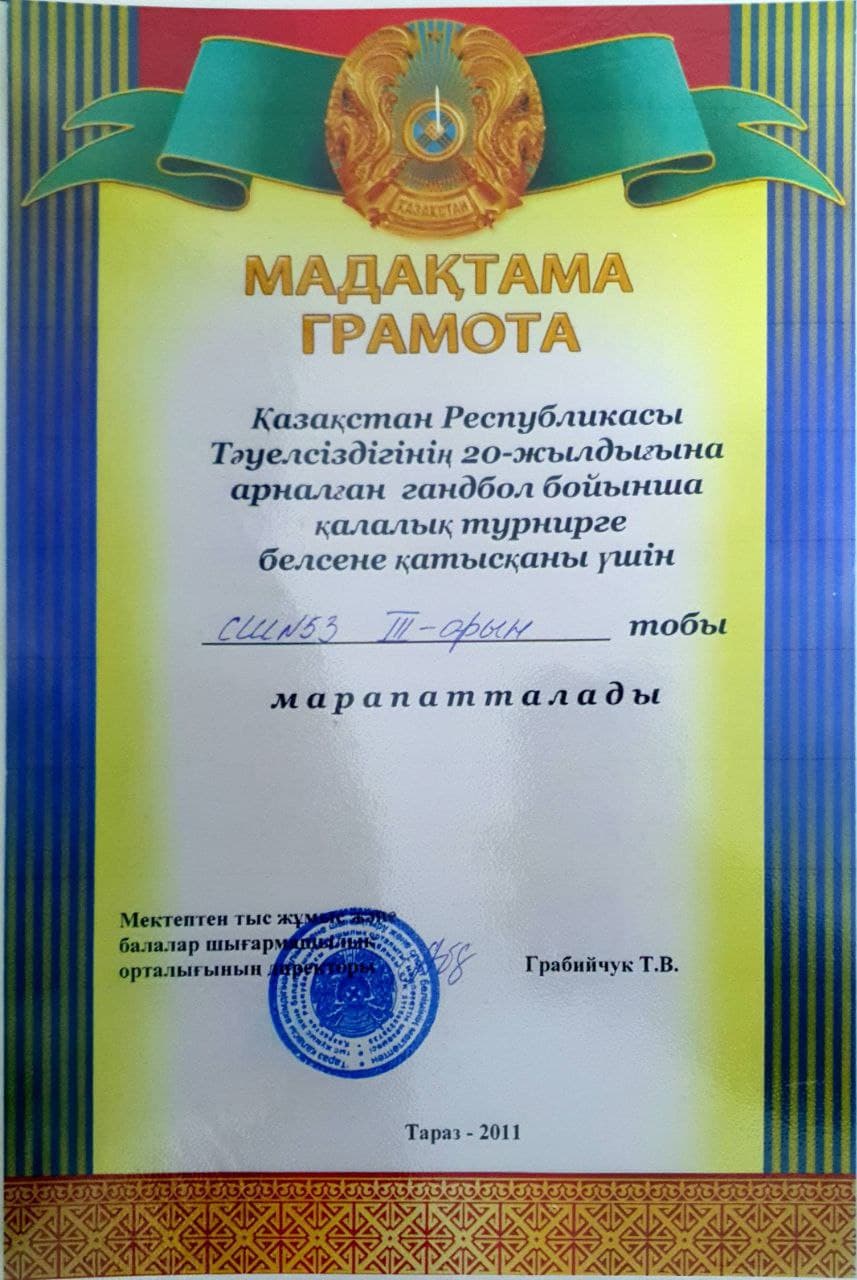 ҚАЗАҚСТАН
МАДАҚТАМА
ГРАМОТА
Қазақстан Республикасы
Тәуелсіздігінің 20-жылдығына
арналған гандбол бойынша
қалалық турнирге
белсене қатысқаны үшін
СШ№53 III-орын тобы
марапатталады
Мектептен тыс жұмыс және
балалар шығармашылық
орталығының директоры Грабийчук Т.В.
Тараз - 2011